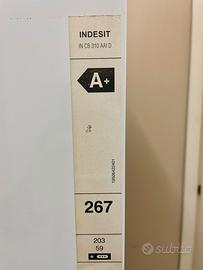 INDESIT
IN CB 310 AAI D
A+
267
203
59
subito